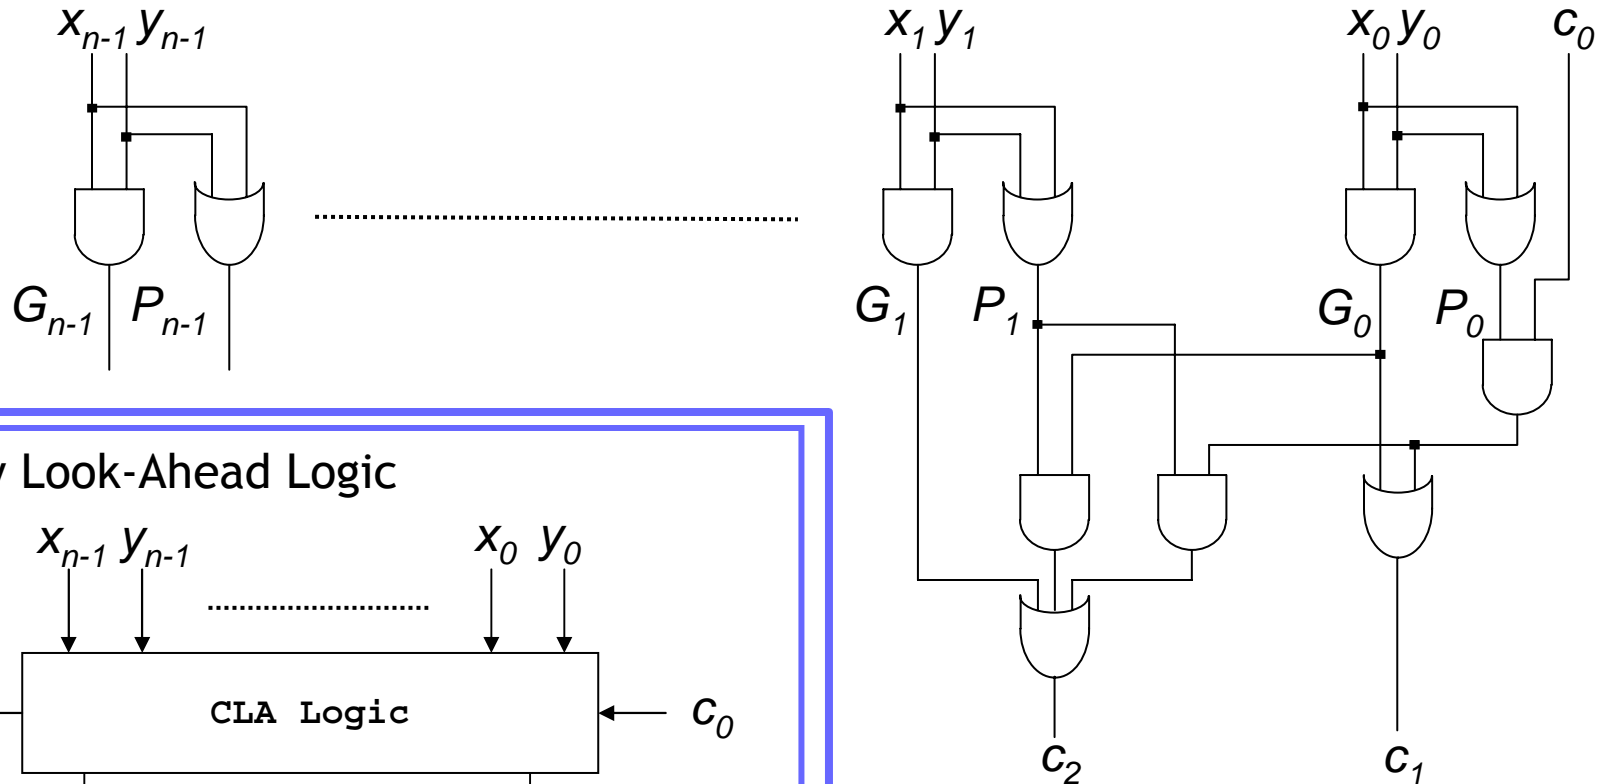 xₙ₋₁ yₙ₋₁
x₁ y₁
x₀ y₀
c₀
Gₙ₋₁ Pₙ₋₁
G₁ P₁
G₀ P₀
Look-Ahead Logic
xₙ₋₁ yₙ₋₁
x₀ y₀
CLA Logic
c₀
c₂
c₁